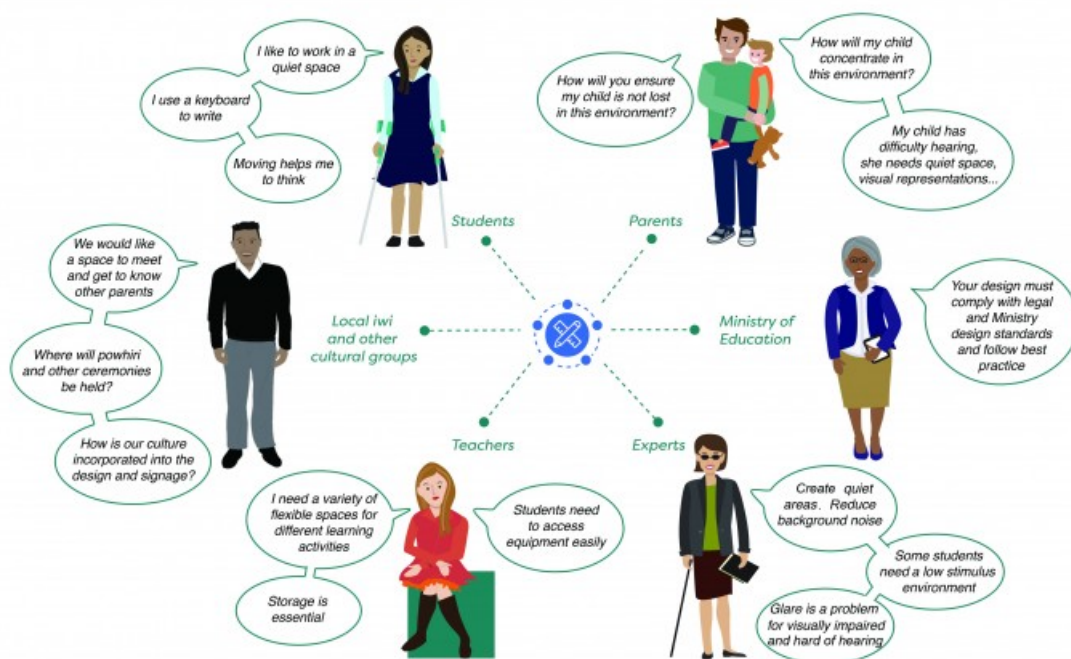 I like to work in a
quiet space
I use a keyboard
to write
Moving helps me
to think
Students
How will you ensure
my child is not lost
in this environment?
How will my child
concentrate in
this environment?
My child has
difficulty hearing,
she needs quiet space,
visual representations...
Parents
We would like
a space to meet
and get to know
other parents
Where will powhiri
and other ceremonies
be held?
How is our culture
incorporated into the
design and signage?
Local iwi
and other
cultural groups
Ministry of
Education
Your design must
comply with legal
and Ministry
design standards
and follow best
practice
Teachers
I need a variety of
flexible spaces for
different learning
activities
Storage is
essential
Students need
to access
equipment easily
Experts
Create quiet
areas. Reduce
background noise
Some students
need a low stimulus
environment
Glare is a problem
for visually impaired
and hard of hearing